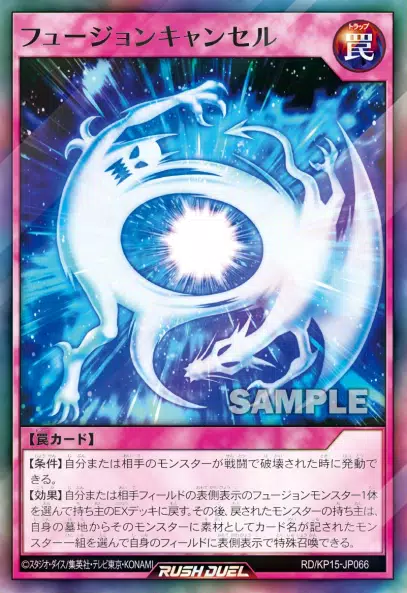 フュージョンキャンセル
トラップ
罠
SAMPLE
【罠カード】
【条件】自分または相手のモンスターが戦闘で破壊された時に発動で
きる。
【効果】自分または相手フィールドの表側表示のフュージョンモンスター1体
を選んで持ち主のEXデッキに戻す。その後、戻されたモンスターの持ち主は、
自身の墓地からそのモンスターに素材としてカード名が記されたモンス
ター一組を選んで自身のフィールドに表側表示で特殊召喚できる。
©スタジオ・ダイス/集英社・テレビ東京・KONAMI
RUSH DUEL
RD/KP15-JP066